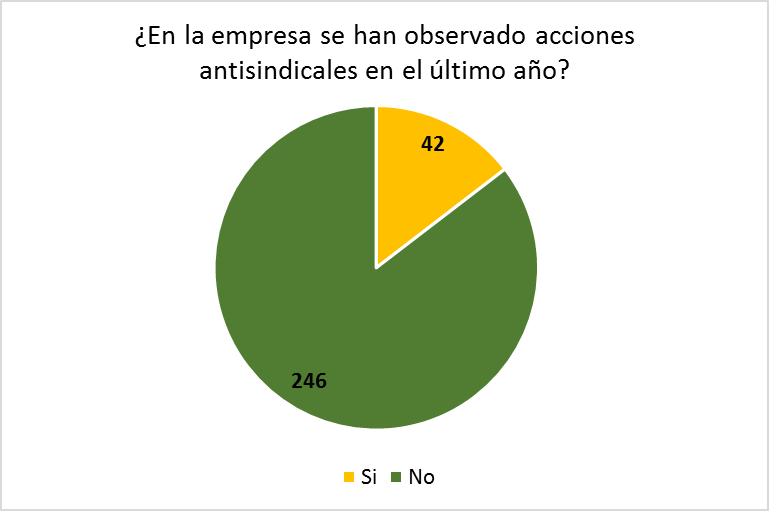 ¿En la empresa se han observado acciones
antisindicales en el último año?
42
246
Si No